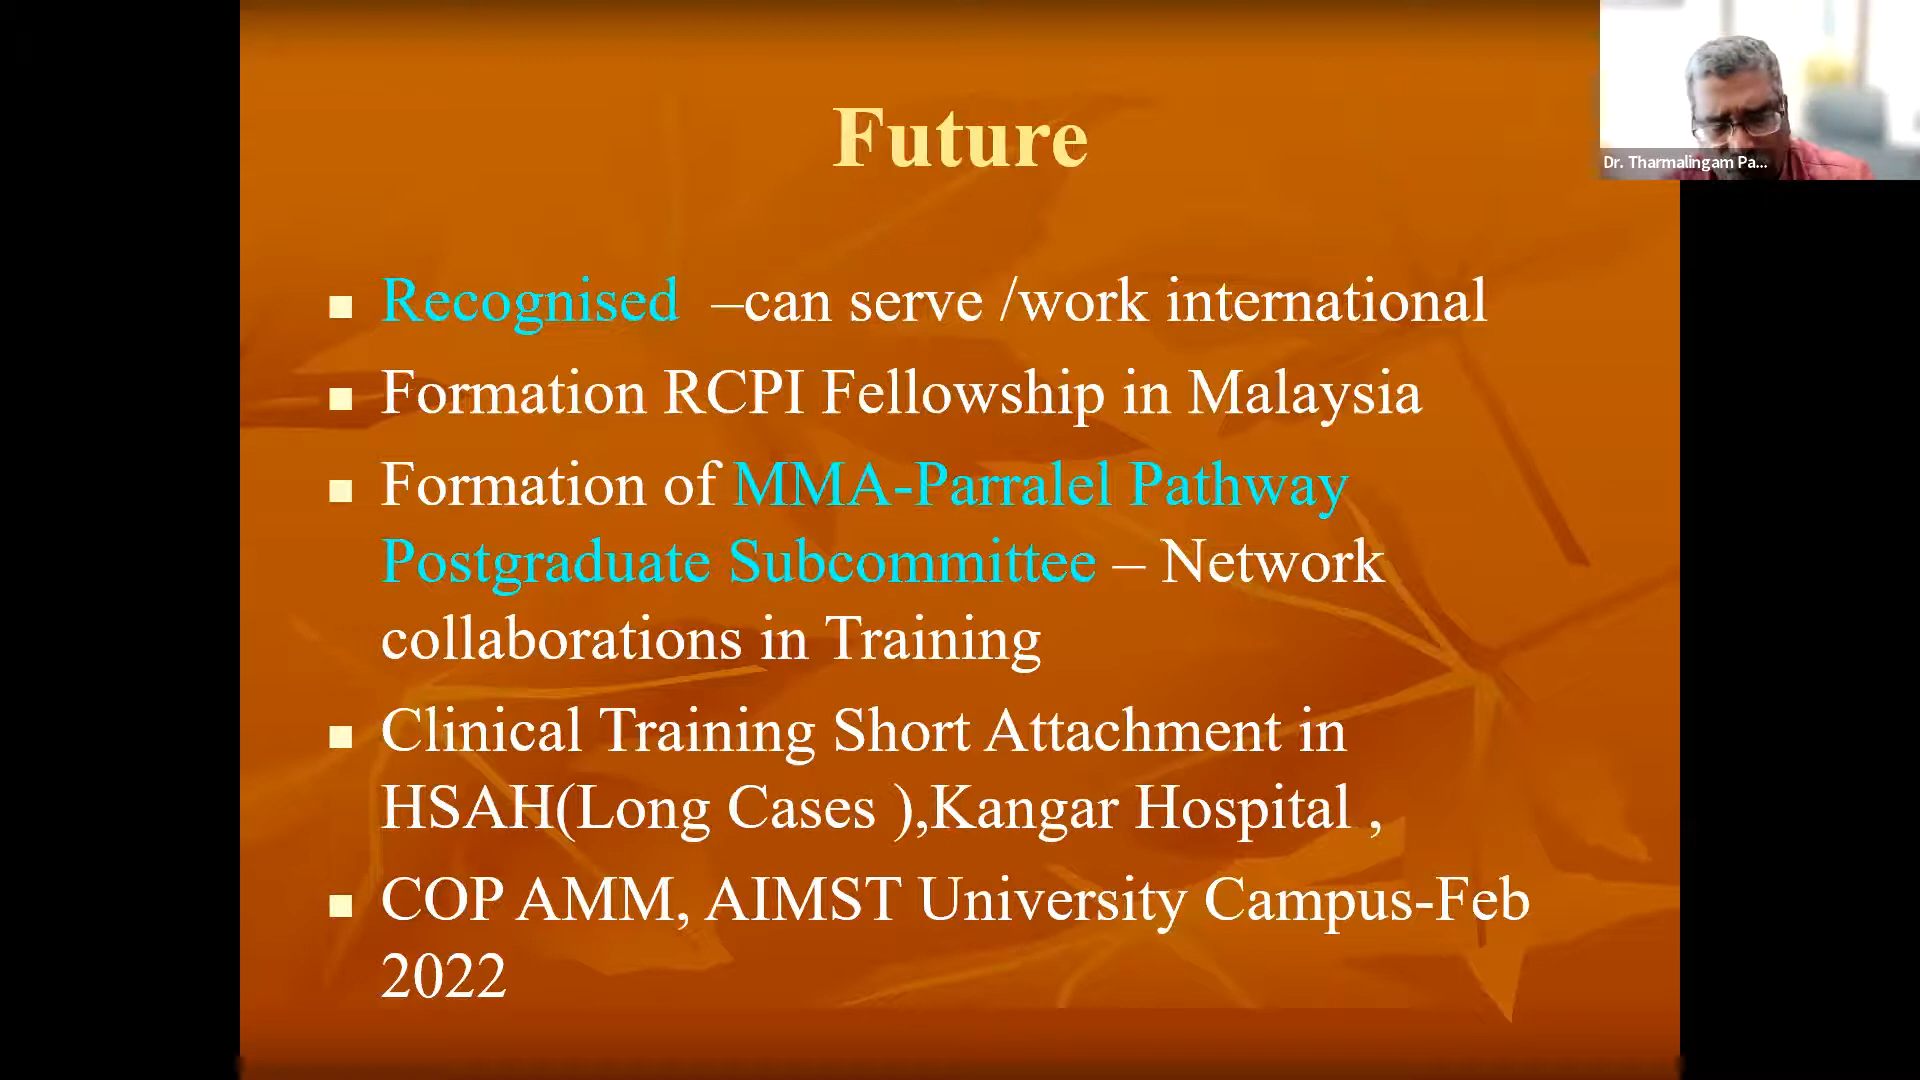 Future
Recognised –can serve /work international
Formation RCPI Fellowship in Malaysia
Formation of MMA-Parralel Pathway
Postgraduate Subcommittee – Network
collaborations in Training
Clinical Training Short Attachment in
HSAH(Long Cases ),Kangar Hospital ,
COP AMM, AIMST University Campus-Feb
2022
Dr. Tharmalingam Pa...